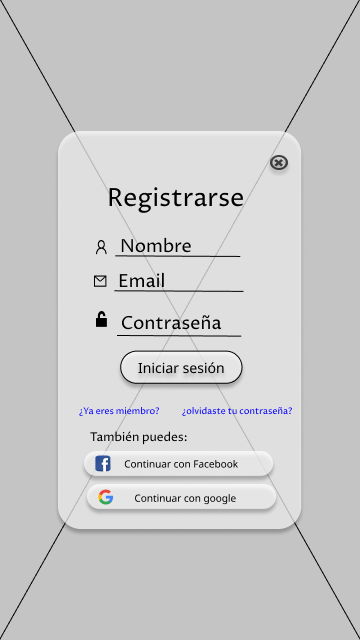 Registrarse
Nombre
Email
Contraseña
Iniciar sesión
¿Ya eres miembro? ¿olvidaste tu contraseña?
También puedes:
Continuar con Facebook
Continuar con google